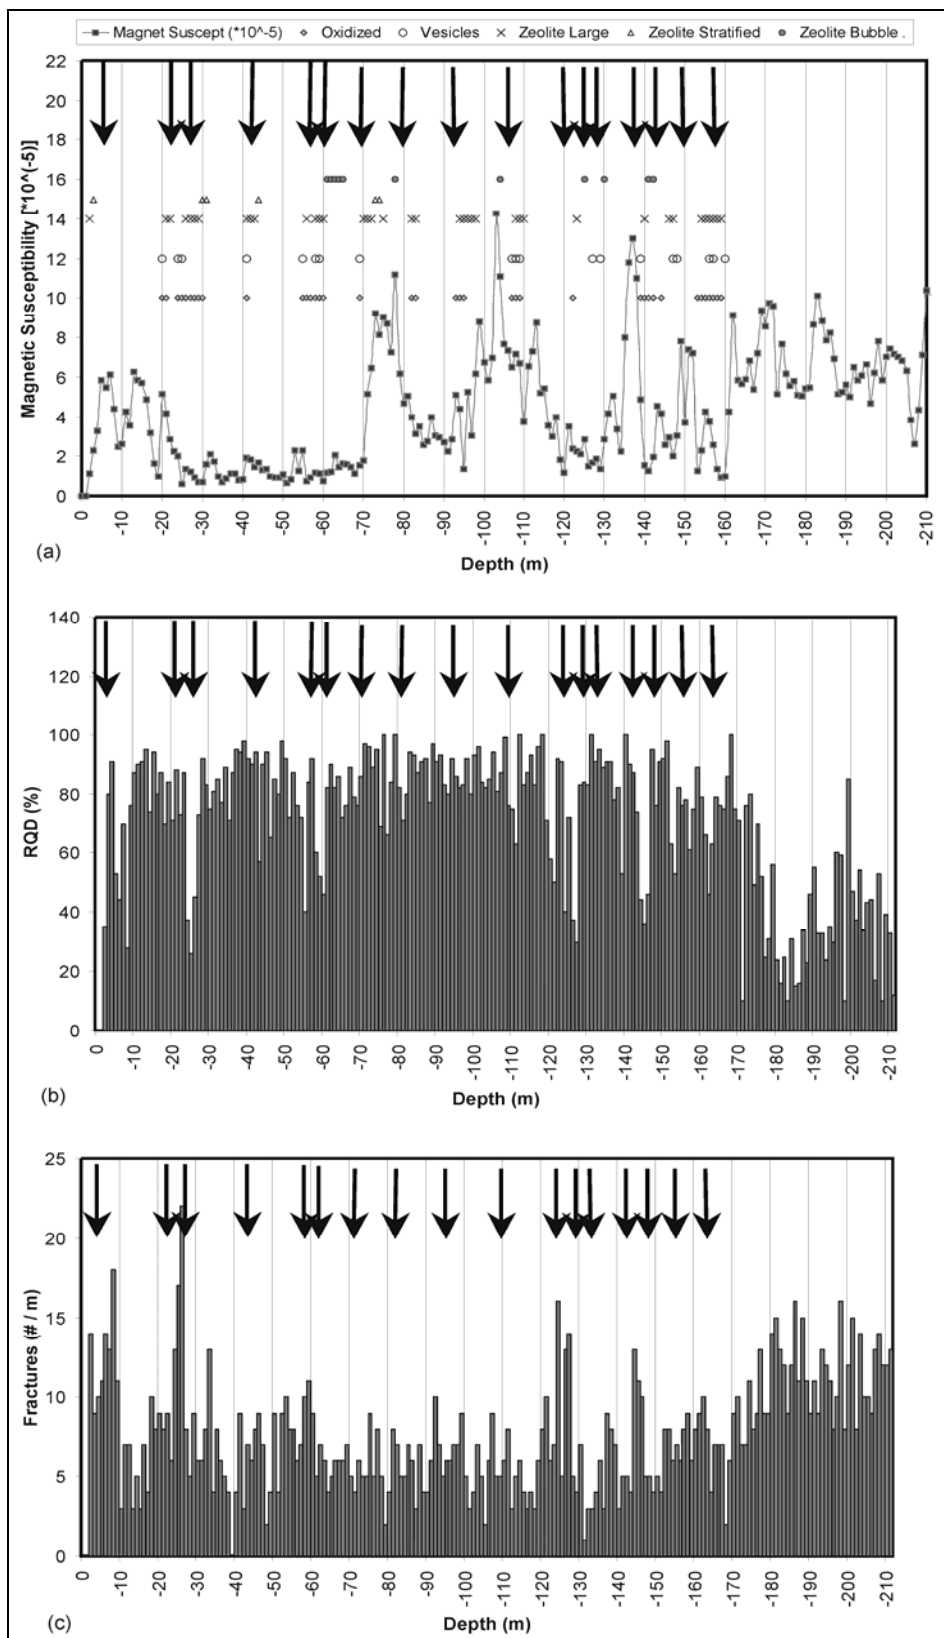 Magnet Suscept (*10^-5) Oxidized Vesicles Zeolite Large Zeolite Stratified Zeolite Bubble .
22
20
18
16
14
12
10
8
6
4
2
0
Magnetic Susceptibility [*10^(-5)]
0 -10 -20 -30 -40 -50 -60 -70 -80 -90 -100 -110 -120 -130 -140 -150 -160 -170 -180 -190 -200 -210
(a)
Depth (m)
140
120
100
80
60
40
20
0
RQD (%)
0 -10 -20 -30 -40 -50 -60 -70 -80 -90 -100 -110 -120 -130 -140 -150 -160 -170 -180 -190 -200 -210
(b)
Depth (m)
25
20
15
10
5
0
Fractures (# / m)
0 -10 -20 -30 -40 -50 -60 -70 -80 -90 -100 -110 -120 -130 -140 -150 -160 -170 -180 -190 -200 -210
(c)
Depth (m)